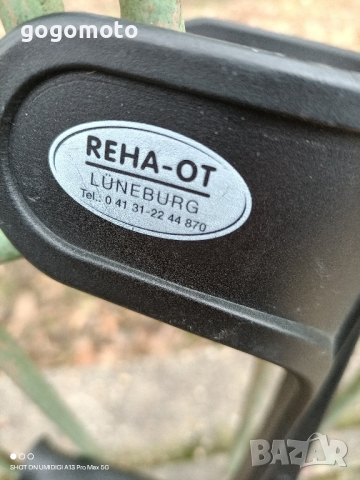 gogomoto
REHA-OT
LÜNEBURG
Tel.: 0 41 31-22 44 870
SHOT ON UMIDIGI A13 Pro Max 5G
BAZAR